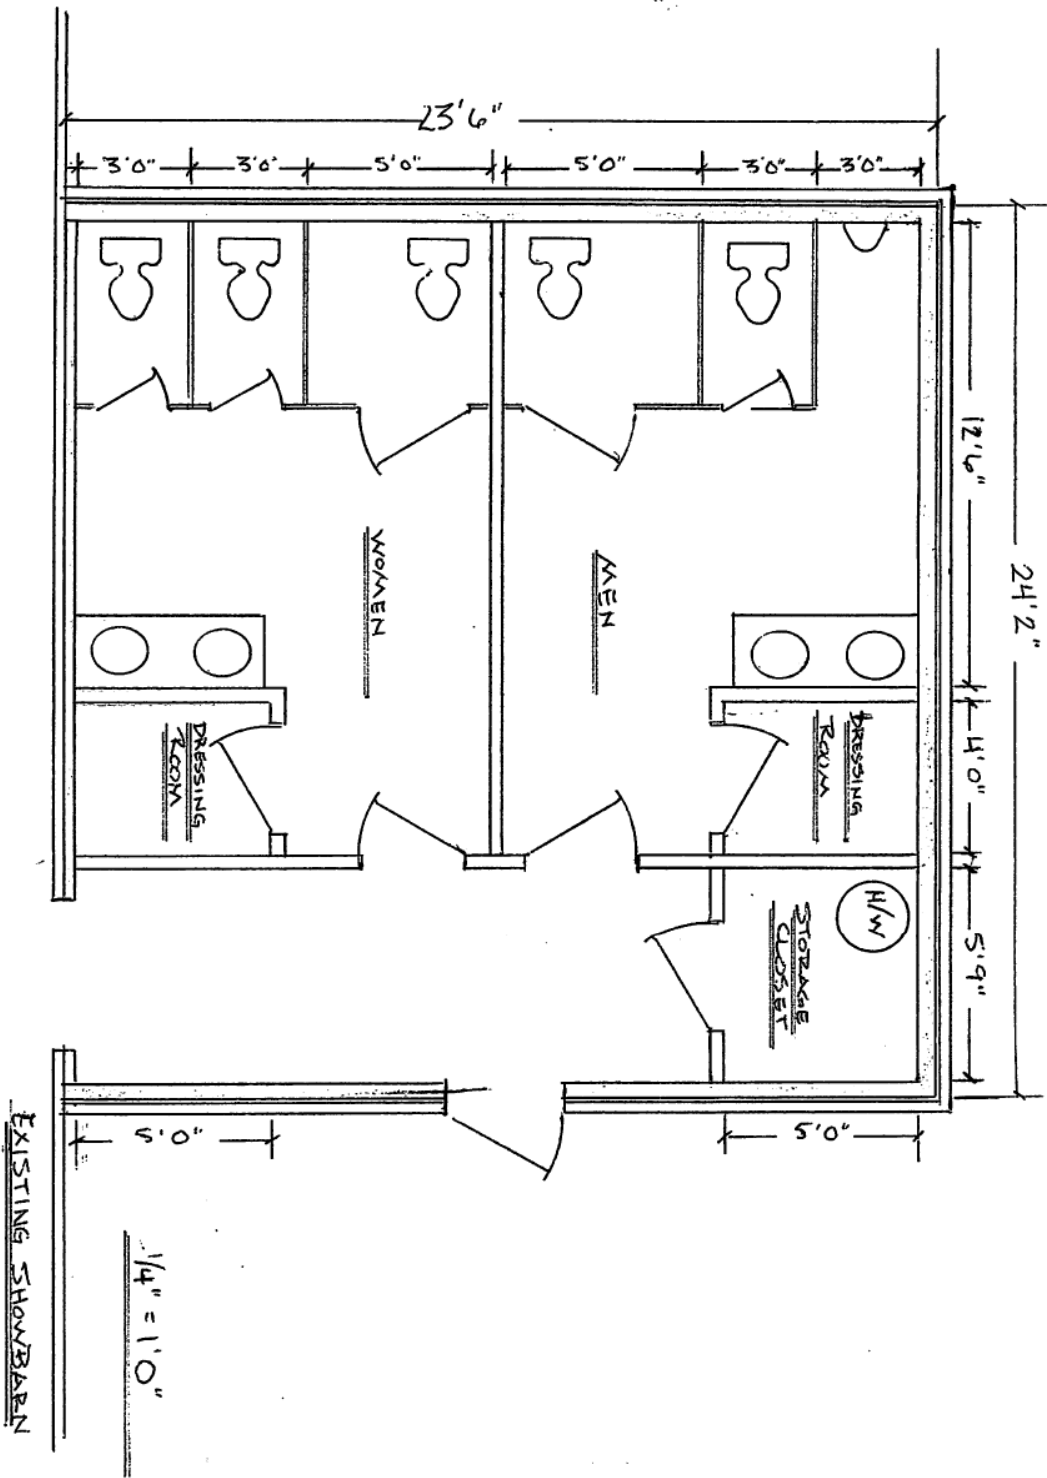 23'6"
3'0"
3'0"
5'0"
5'0"
3'0"
3'0"
12'6"
24'2"
WOMEN
MEN
DRESSING
ROOM
DRESSING
ROOM
4'0"
H/W
STORAGE
CLOSET
5'9"
5'0"
5'0"
1/4" = 1'0"
EXISTING SHOWBARN